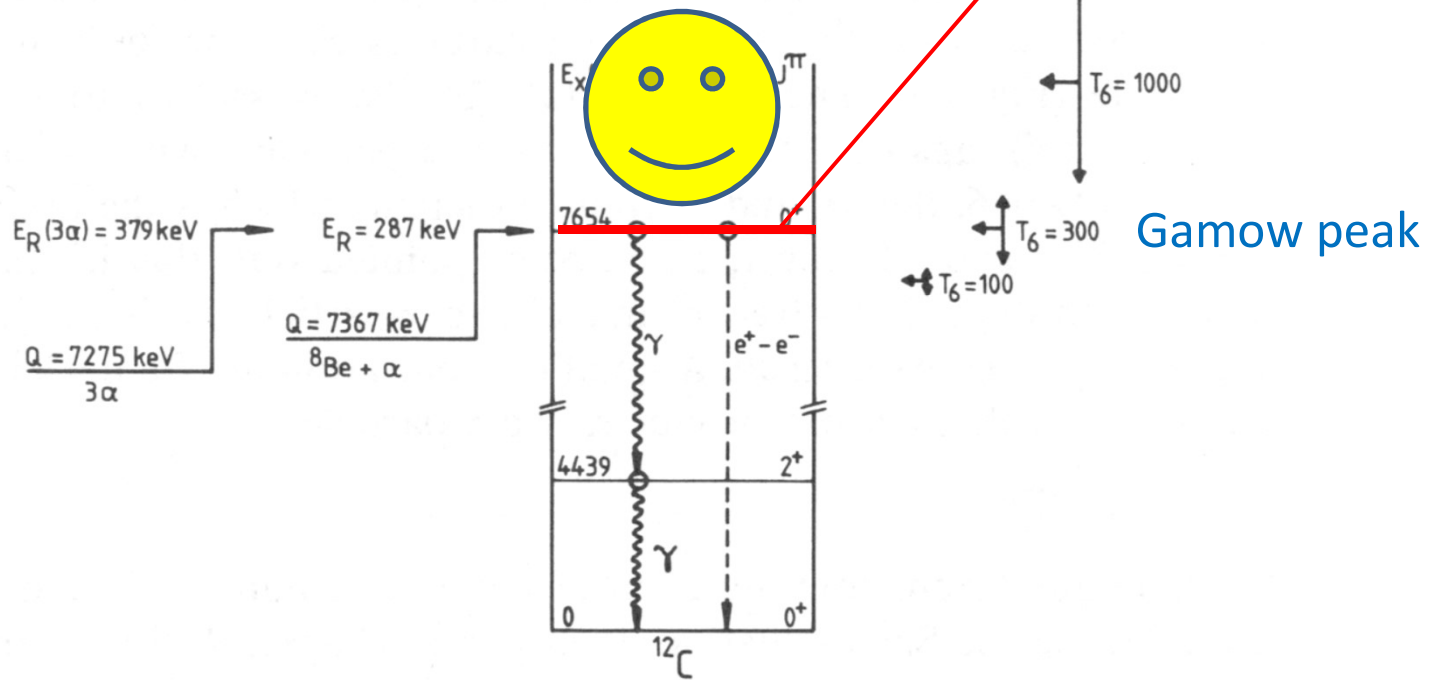 Eₓ
Jπ
T₆ = 1000
7654 0⁺
E_R (3α) = 379 keV
E_R = 287 keV
T₆ = 300
Gamow peak
T₆ = 100
Q = 7367 keV
⁸Be + α
γ
e⁺ - e⁻
Q = 7275 keV
3α
4439 2⁺
γ
0 0⁺
¹²C